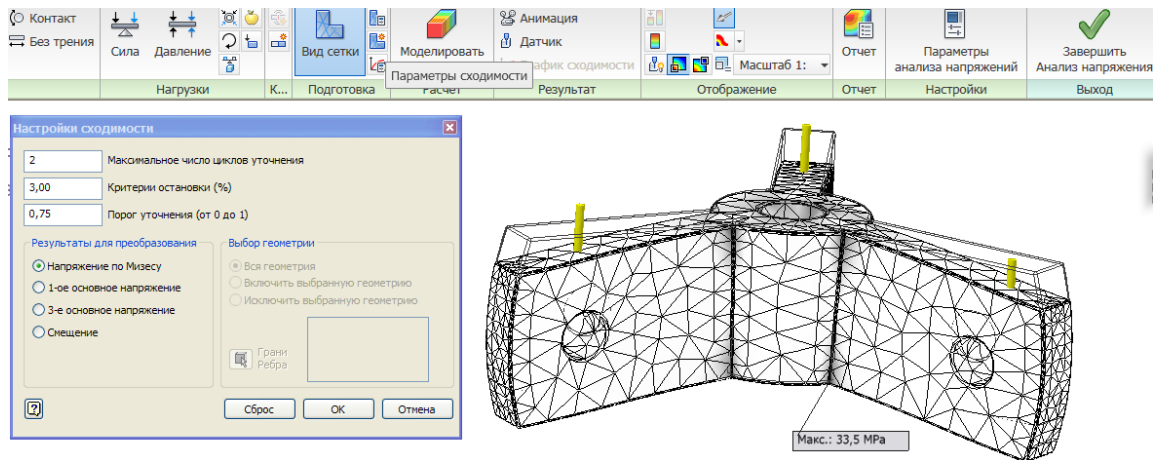 Контакт
Без трения
Сила
Давление
Вид сетки
Моделировать
Анимация
Датчик
График сходимости
Масштаб 1:
Отчет
Параметры
анализа напряжений
Завершить
Анализ напряжения
Параметры сходимости
Нагрузки
К...
Подготовка
Расчет
Результат
Отображение
Отчет
Настройки
Выход
Настройки сходимости
2 Максимальное число циклов уточнения
3,00 Критерии остановки (%)
0,75 Порог уточнения (от 0 до 1)
Результаты для преобразования
Напряжение по Мизесу
1-ое основное напряжение
3-е основное напряжение
Смещение
Выбор геометрии
Вся геометрия
Включить выбранную геометрию
Исключить выбранную геометрию
Грани
Ребра
Сброс
OK
Отмена
Макс.: 33,5 MPa